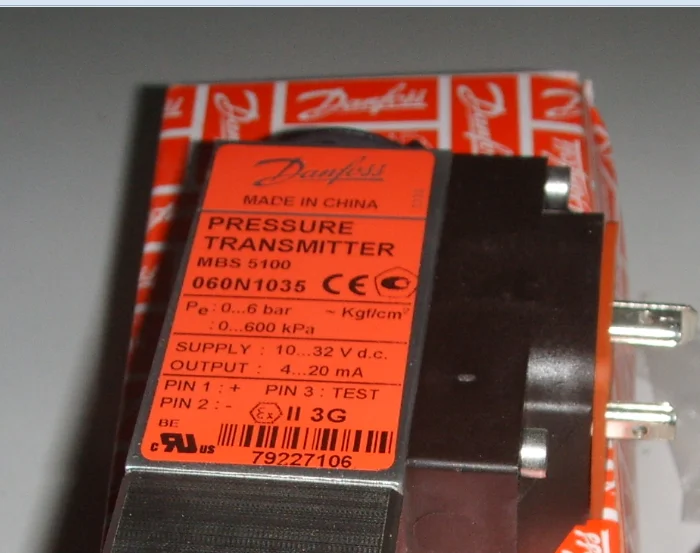 Danfoss
Danfoss
MADE IN CHINA
PRESSURE
TRANSMITTER
MBS 5100
060N1035 CE
Pe : 0...6 bar ~ Kgf/cm²
: 0...600 kPa
SUPPLY : 10...32 V d.c.
OUTPUT : 4...20 mA
PIN 1 : + PIN 3 : TEST
PIN 2 : - Ex II 3G
BE
c US
79227106